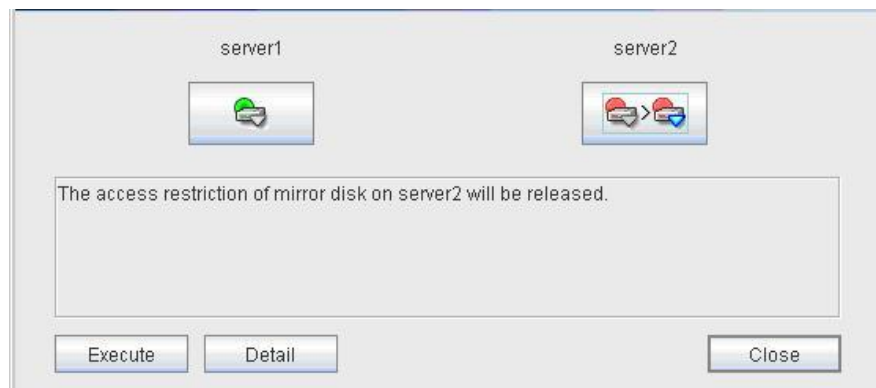 server1
server2
>
The access restriction of mirror disk on server2 will be released.
Execute
Detail
Close